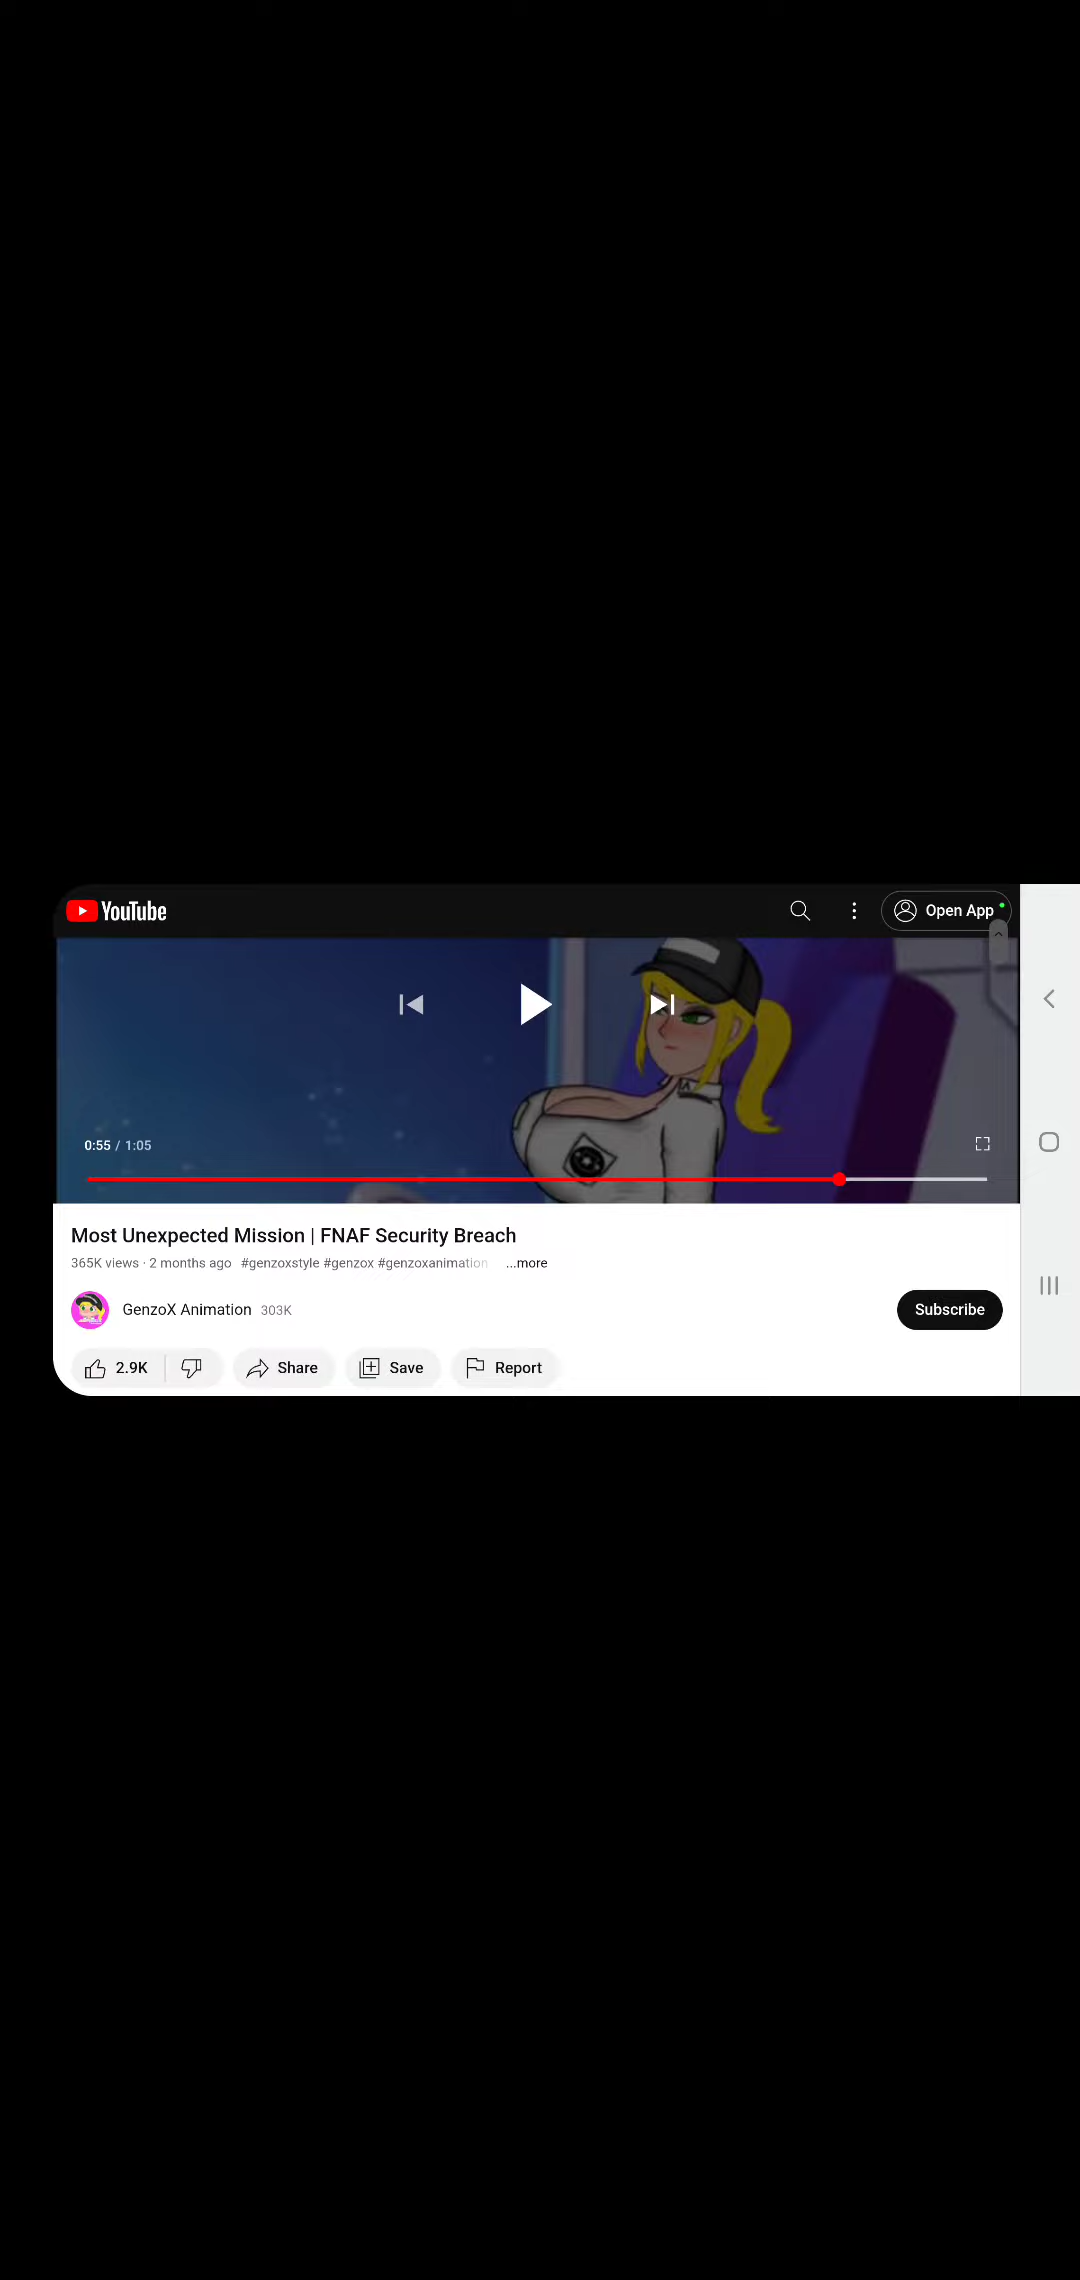 YouTube
Open App
0:55 / 1:05
Most Unexpected Mission | FNAF Security Breach
365K views · 2 months ago #genzoxstyle #genzox #genzoxanimation ...more
GenzoX Animation 303K
Subscribe
2.9K
Share
Save
Report